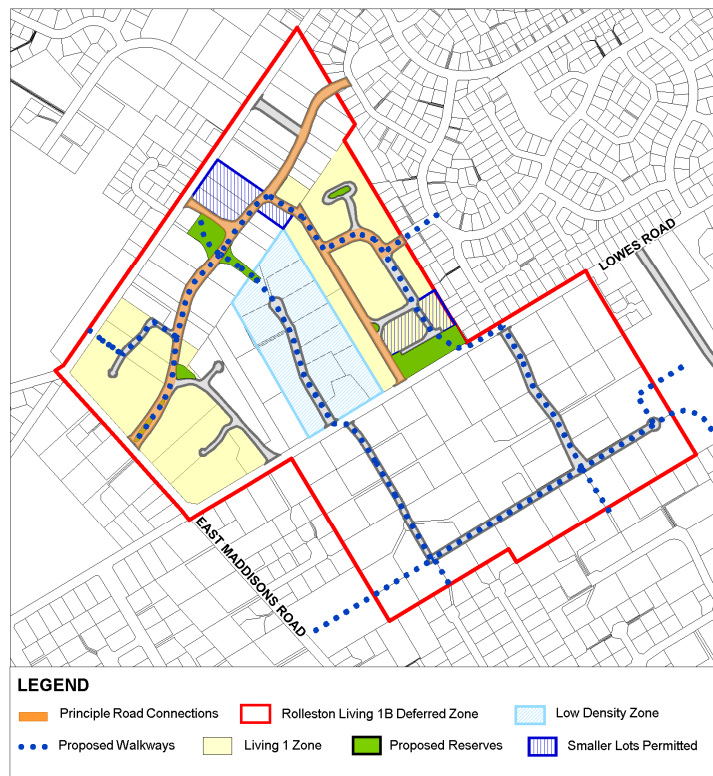 LOWES ROAD
EAST MADDISONS ROAD
LEGEND
Principle Road Connections
Rolleston Living 1B Deferred Zone
Low Density Zone
Proposed Walkways
Living 1 Zone
Proposed Reserves
Smaller Lots Permitted